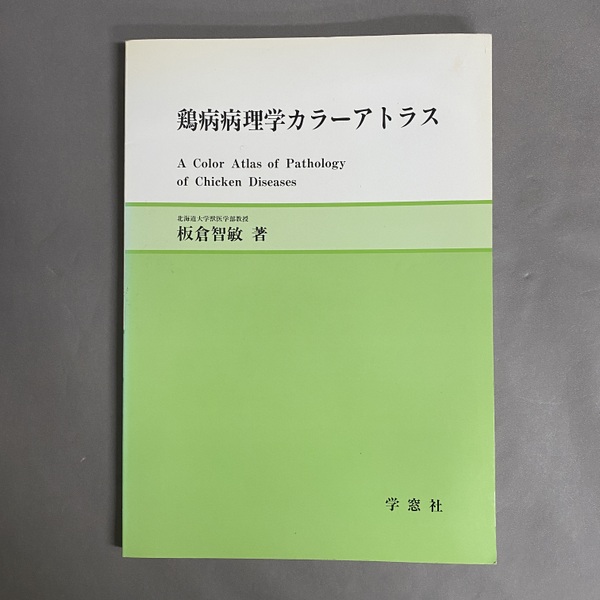 鶏病病理学カラーアトラス
A Color Atlas of Pathology
of Chicken Diseases
北海道大学獣医学部教授
板倉智敏 著
学窓社